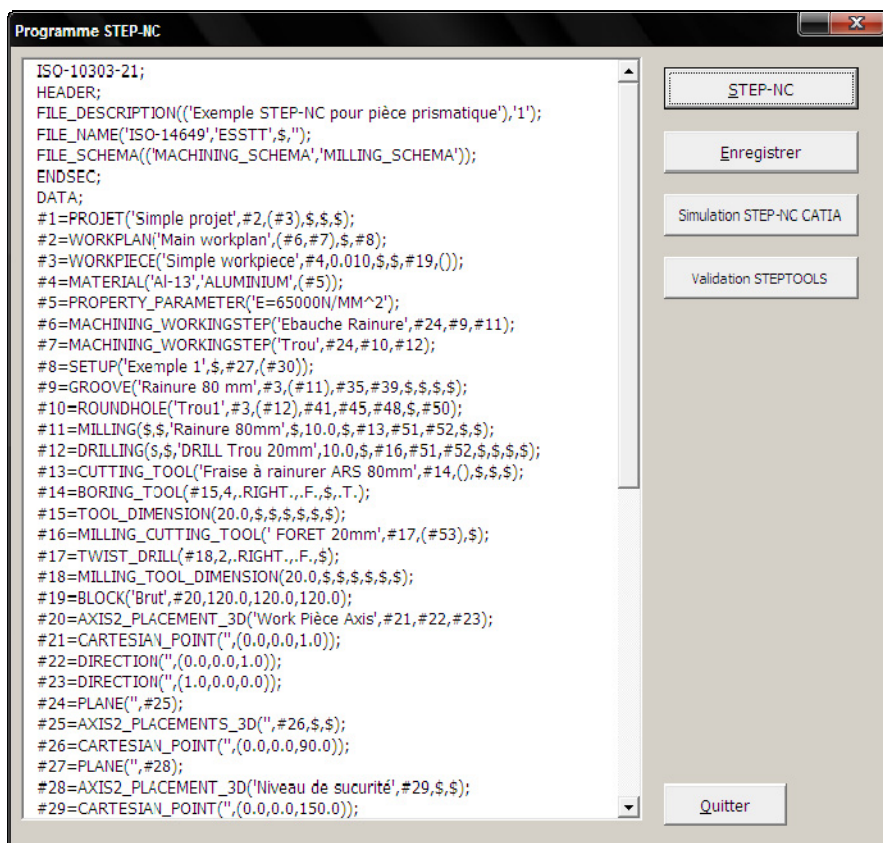 Programme STEP-NC
ISO-10303-21;
HEADER;
FILE_DESCRIPTION(('Exemple STEP-NC pour pièce prismatique'),'1');
FILE_NAME('ISO-14649','ESSTT',$,'');
FILE_SCHEMA(('MACHINING_SCHEMA','MILLING_SCHEMA'));
ENDSEC;
DATA;
#1=PROJET('Simple projet',#2,(#3),$,$,$);
#2=WORKPLAN('Main workplan',(#6,#7),$,#8);
#3=WORKPIECE('Simple workpiece',#4,0.010,$,$,#19,());
#4=MATERIAL('Al-13','ALUMINIUM',(#5));
#5=PROPERTY_PARAMETER('E=65000N/MM^2');
#6=MACHINING_WORKINGSTEP('Ebauche Rainure',#24,#9,#11);
#7=MACHINING_WORKINGSTEP('Trou',#24,#10,#12);
#8=SETUP('Exemple 1',$,#27,(#30));
#9=GROOVE('Rainure 80 mm',#3,(#11),#35,#39,$,$,$,$);
#10=ROUNDHOLE('Trou1',#3,(#12),#41,#45,#48,$,#50);
#11=MILLING($,$,'Rainure 80mm',$,10.0,$,#13,#51,#52,$,$);
#12=DRILLING($,$,'DRILL Trou 20mm',10.0,$,#16,#51,#52,$,$,$,$);
#13=CUTTING_TOOL('Fraise à rainurer ARS 80mm',#14,(),$,$,$);
#14=BORING_TOOL(#15,4,.RIGHT.,.F.,$,.T.);
#15=TOOL_DIMENSION(20.0,$,$,$,$,$,$);
#16=MILLING_CUTTING_TOOL(' FORET 20mm',#17,(#53),$);
#17=TWIST_DRILL(#18,2,.RIGHT.,.F.,$);
#18=MILLING_TOOL_DIMENSION(20.0,$,$,$,$,$,$);
#19=BLOCK('Brut',#20,120.0,120.0,120.0);
#20=AXIS2_PLACEMENT_3D('Work Pièce Axis',#21,#22,#23);
#21=CARTESIAN_POINT('',(0.0,0.0,1.0));
#22=DIRECTION('',(0.0,0.0,1.0));
#23=DIRECTION('',(1.0,0.0,0.0));
#24=PLANE('',#25);
#25=AXIS2_PLACEMENTS_3D('',#26,$,$);
#26=CARTESIAN_POINT('',(0.0,0.0,90.0));
#27=PLANE('',#28);
#28=AXIS2_PLACEMENT_3D('Niveau de sucurité',#29,$,$);
#29=CARTESIAN_POINT('',(0.0,0.0,150.0));
STEP-NC
Enregistrer
Simulation STEP-NC CATIA
Validation STEPTOOLS
Quitter